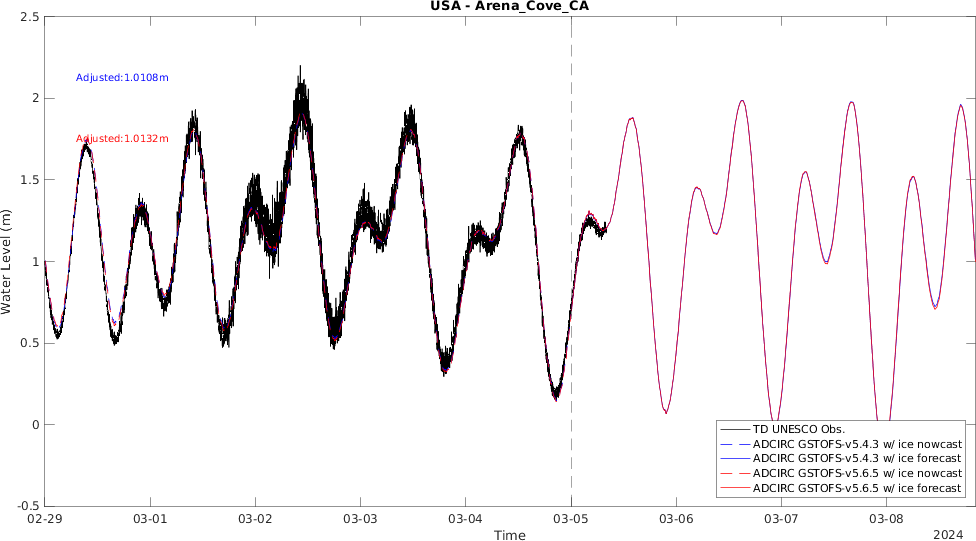 USA - Arena_Cove_CA
2.5
2
1.5
1
0.5
0
-0.5
Water Level (m)
Adjusted:1.0108m
Adjusted:1.0132m
TD UNESCO Obs.
ADCIRC GSTOFS-v5.4.3 w/ ice nowcast
ADCIRC GSTOFS-v5.4.3 w/ ice forecast
ADCIRC GSTOFS-v5.6.5 w/ ice nowcast
ADCIRC GSTOFS-v5.6.5 w/ ice forecast
02-29 03-01 03-02 03-03 03-04 03-05 03-06 03-07 03-08
Time
2024